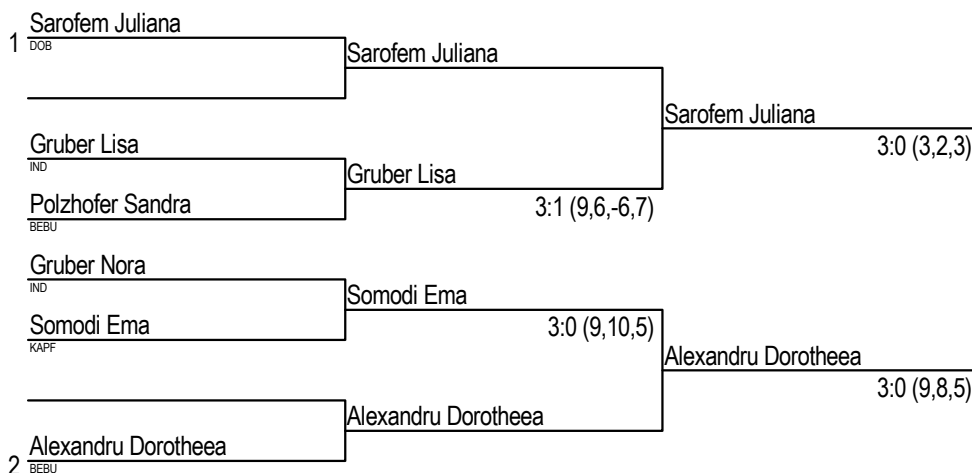 Sarofem Juliana
1
DOB
Sarofem Juliana
Sarofem Juliana
3:0 (3,2,3)
Gruber Lisa
IND
Gruber Lisa
3:1 (9,6,-6,7)
Polzhofer Sandra
BEBU
Gruber Nora
IND
Somodi Ema
3:0 (9,10,5)
Somodi Ema
KAPF
Alexandru Dorotheea
3:0 (9,8,5)
Alexandru Dorotheea
Alexandru Dorotheea
2
BEBU